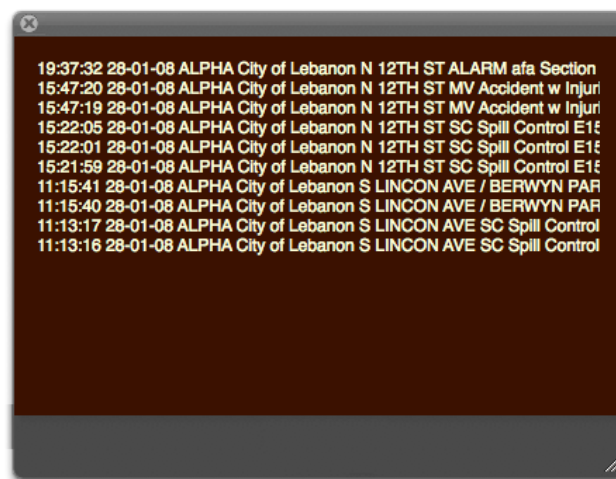 19:37:32 28-01-08 ALPHA City of Lebanon N 12TH ST ALARM afa Section
15:47:20 28-01-08 ALPHA City of Lebanon N 12TH ST MV Accident w Injuri
15:47:19 28-01-08 ALPHA City of Lebanon N 12TH ST MV Accident w Injuri
15:22:05 28-01-08 ALPHA City of Lebanon N 12TH ST SC Spill Control E15
15:22:01 28-01-08 ALPHA City of Lebanon N 12TH ST SC Spill Control E15
15:21:59 28-01-08 ALPHA City of Lebanon N 12TH ST SC Spill Control E15
11:15:41 28-01-08 ALPHA City of Lebanon S LINCON AVE / BERWYN PAR
11:15:40 28-01-08 ALPHA City of Lebanon S LINCON AVE / BERWYN PAR
11:13:17 28-01-08 ALPHA City of Lebanon S LINCON AVE SC Spill Control
11:13:16 28-01-08 ALPHA City of Lebanon S LINCON AVE SC Spill Control